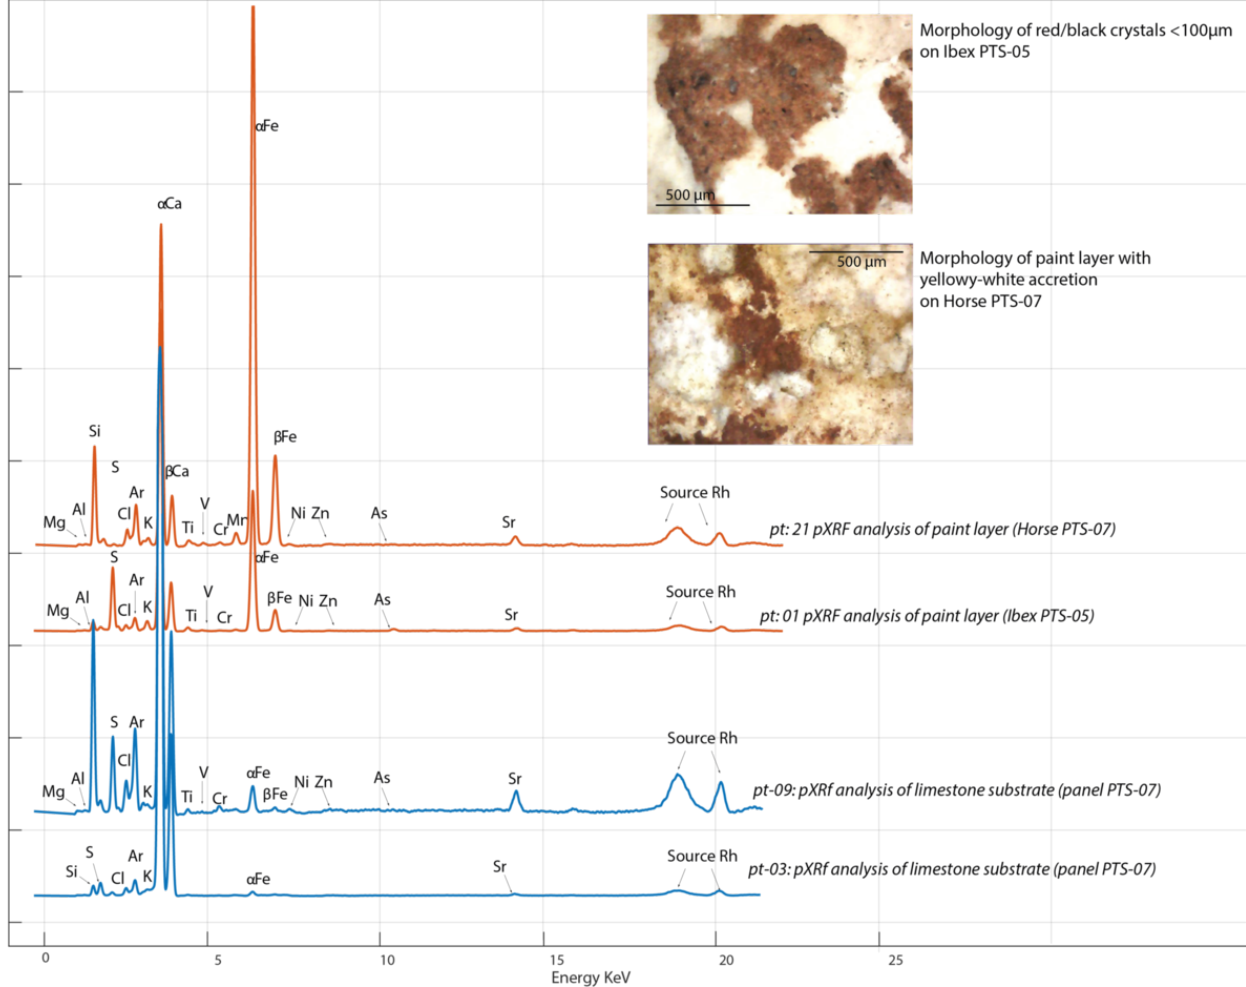 Morphology of red/black crystals <100µm
on Ibex PTS-05
500 µm
500 µm
Morphology of paint layer with
yellowy-white accretion
on Horse PTS-07
αFe
αCa
Si
S
βCa
βFe
Mg
Al
Cl
Ar
K
Ti
V
Cr
Mn
Ni Zn
As
Sr
Source Rh
pt: 21 pXRF analysis of paint layer (Horse PTS-07)
S
αFe
Mg
Al
Cl
Ar
K
Ti
V
Cr
βFe
Ni Zn
As
Sr
Source Rh
pt: 01 pXRF analysis of paint layer (Ibex PTS-05)
Mg
Al
S
Cl
Ar
K
Ti
V
Cr
αFe
βFe
Ni Zn
As
Sr
Source Rh
pt-09: pXRf analysis of limestone substrate (panel PTS-07)
Si
S
Cl
Ar
K
αFe
Sr
Source Rh
pt-03: pXRf analysis of limestone substrate (panel PTS-07)
0 5 10 15 20 25
Energy KeV